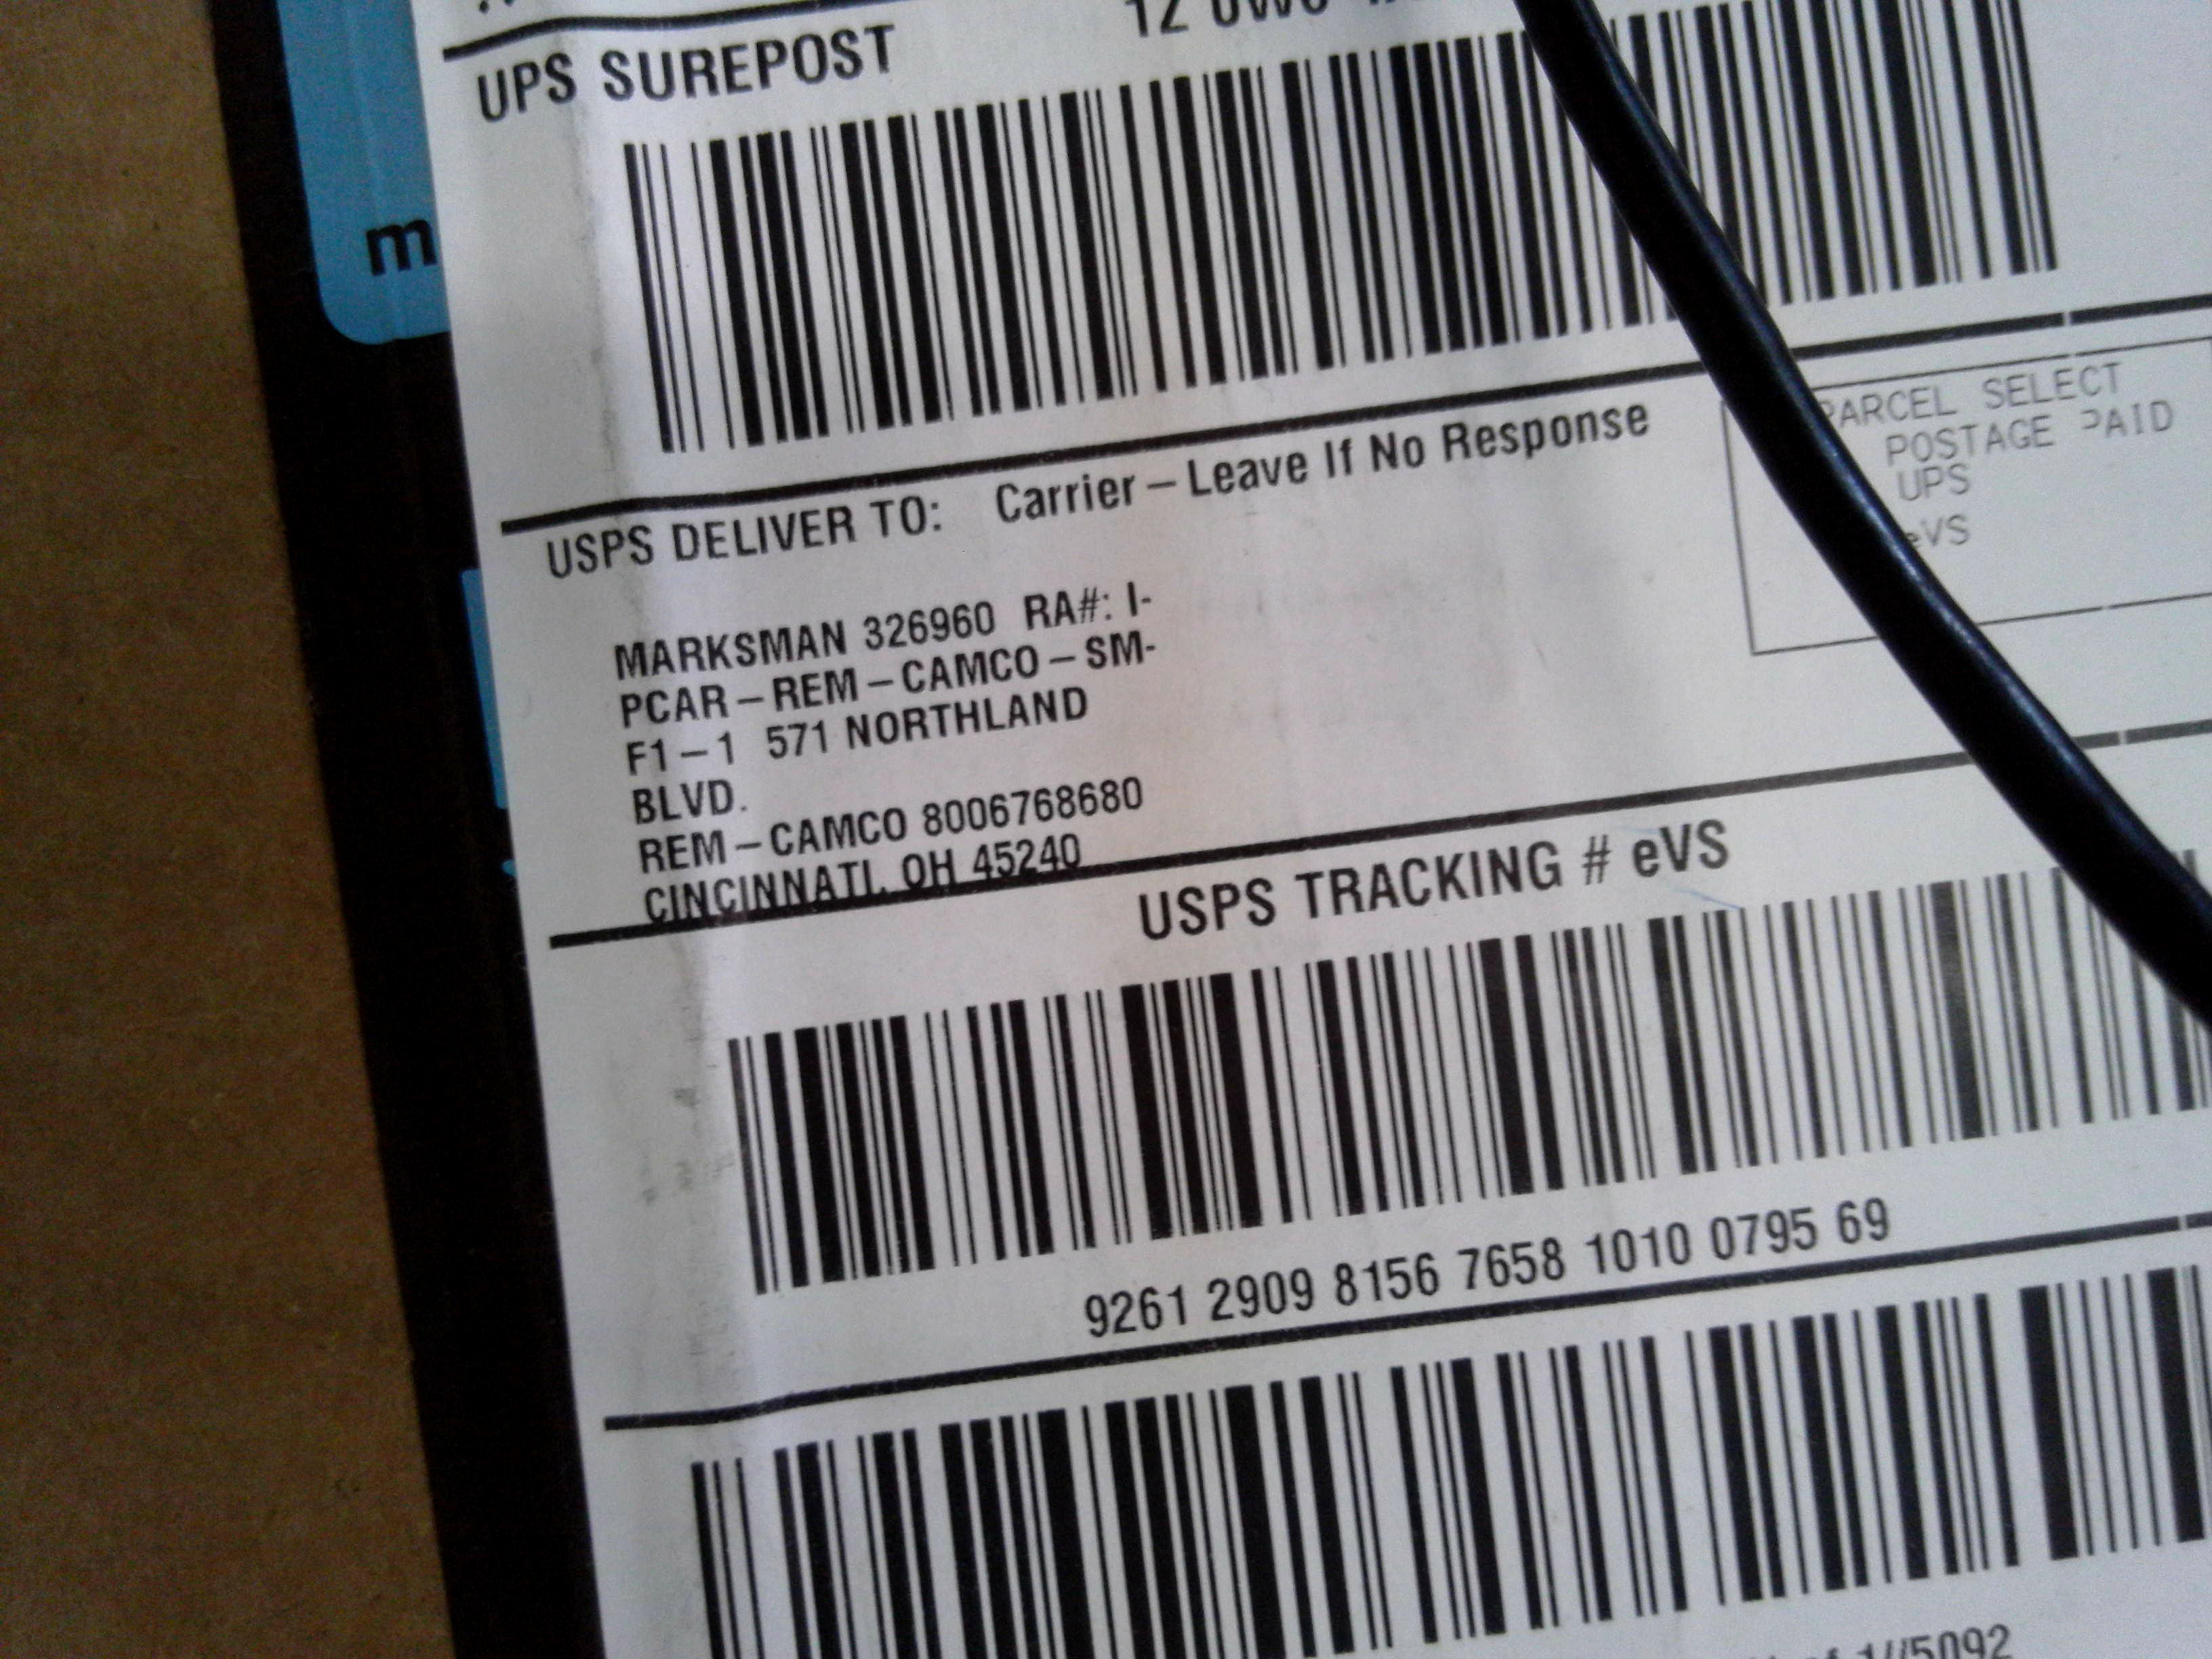 UPS SUREPOST
m
USPS DELIVER TO: Carrier – Leave If No Response
PARCEL SELECT
POSTAGE PAID
UPS
eVS
MARKSMAN 326960 RA#: I-
PCAR – REM – CAMCO – SM-
F1 – 1 571 NORTHLAND
BLVD.
REM – CAMCO 8006768680
CINCINNATI, OH 45240
USPS TRACKING # eVS
9261 2909 8156 7658 1010 0795 69